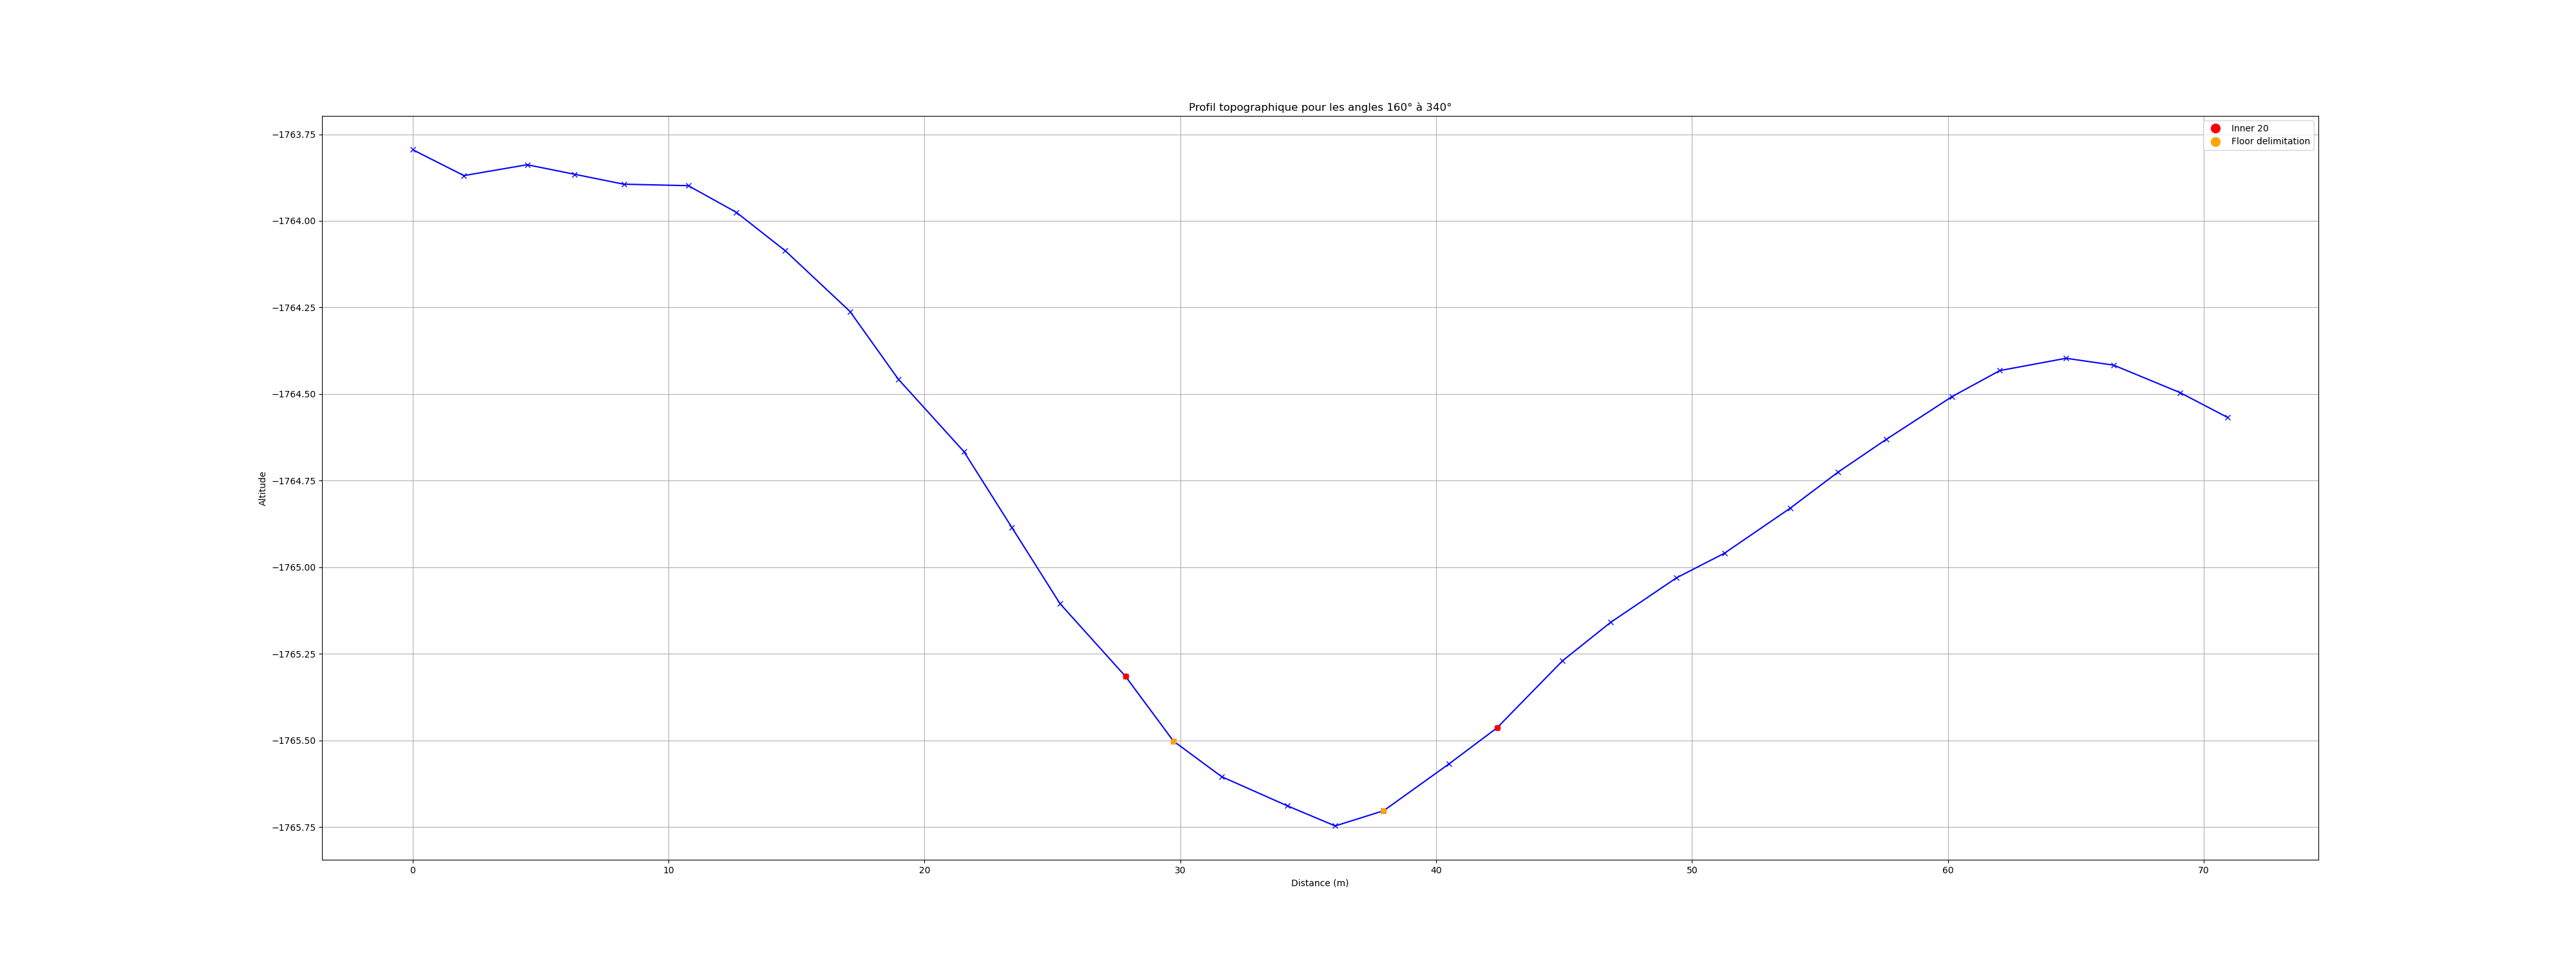 Profil topographique pour les angles 160° à 340°
Inner 20
Floor delimitation
Altitude
−1763.75
−1764.00
−1764.25
−1764.50
−1764.75
−1765.00
−1765.25
−1765.50
−1765.75
0 10 20 30 40 50 60 70
Distance (m)